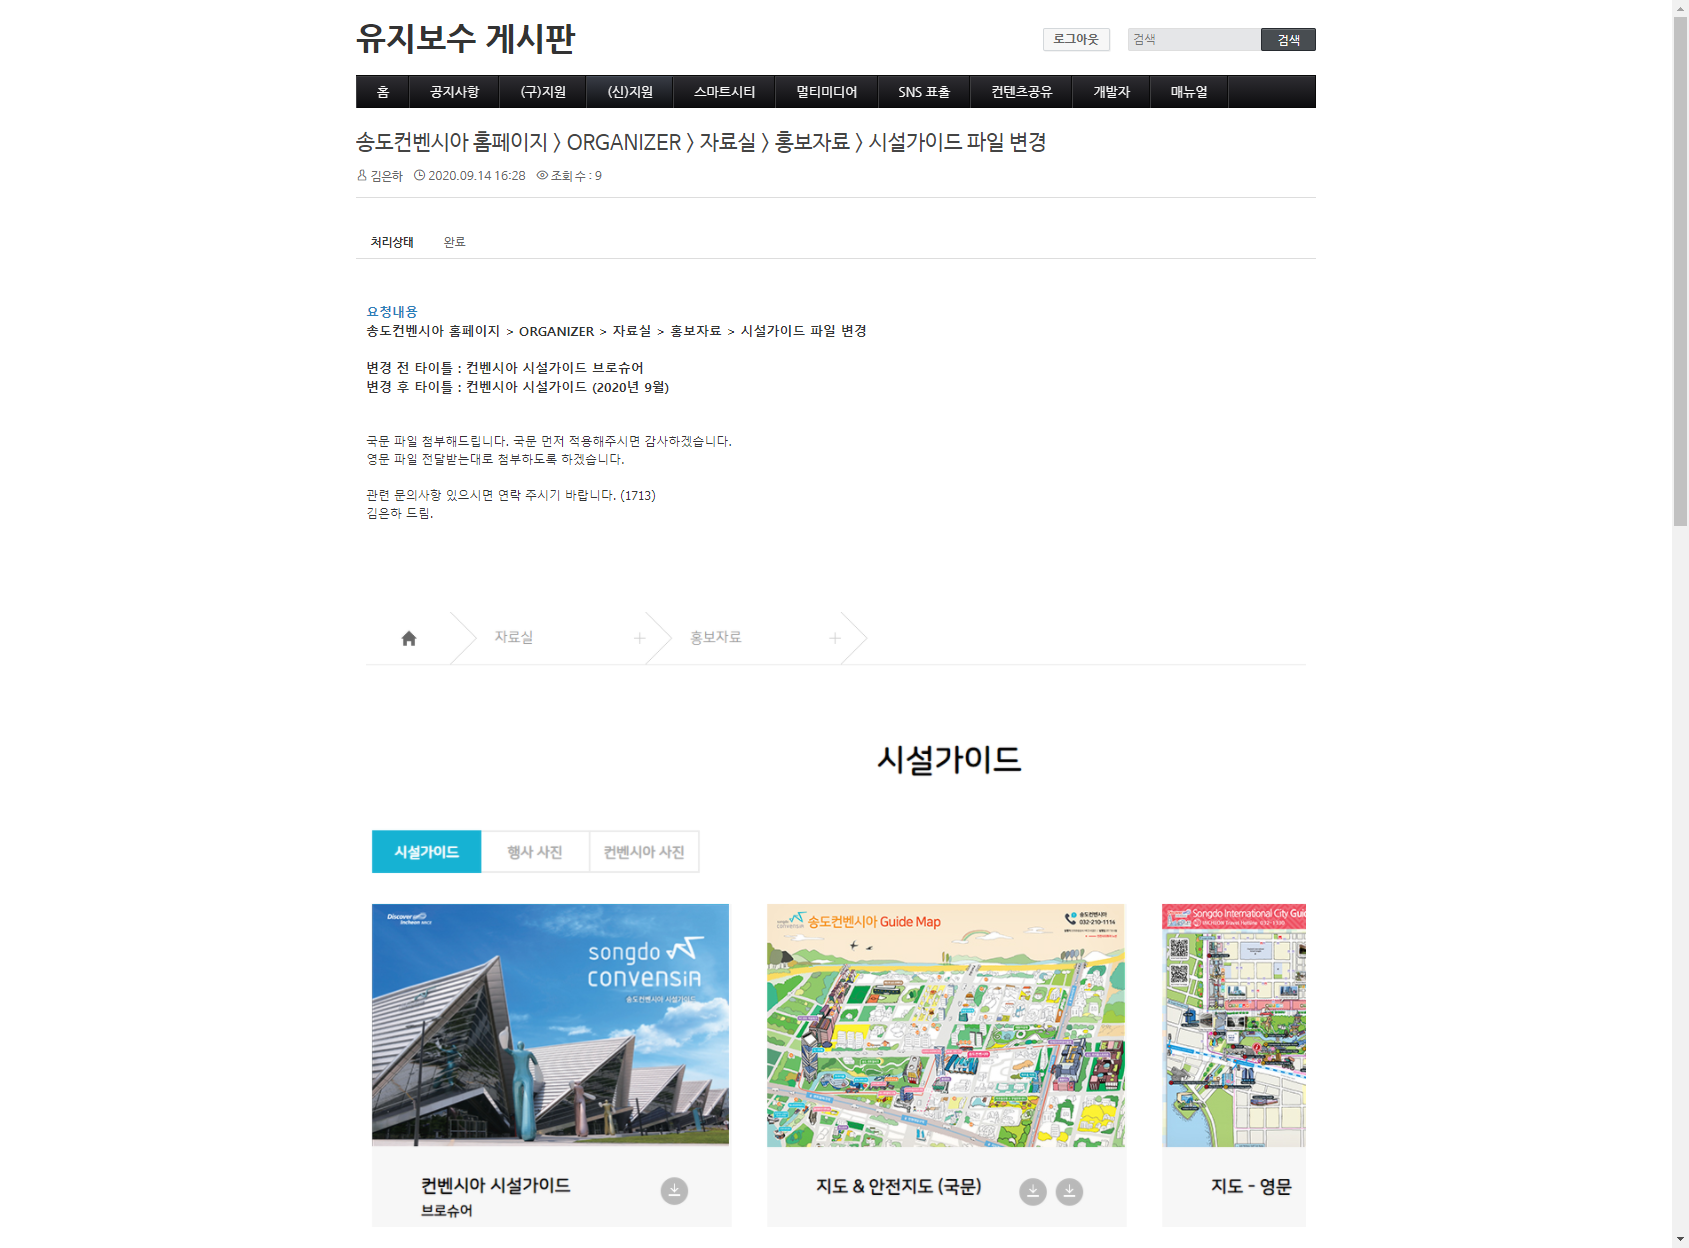 유지보수 게시판
로그아웃
검색
검색
홈
공지사항
(구)지원
(신)지원
스마트시티
멀티미디어
SNS 표출
컨텐츠공유
개발자
매뉴얼
송도컨벤시아 홈페이지 > ORGANIZER > 자료실 > 홍보자료 > 시설가이드 파일 변경
김은하 2020.09.14 16:28 조회 수 : 9
처리상태 완료
요청내용
송도컨벤시아 홈페이지 > ORGANIZER > 자료실 > 홍보자료 > 시설가이드 파일 변경
변경 전 타이틀 : 컨벤시아 시설가이드 브로슈어
변경 후 타이틀 : 컨벤시아 시설가이드 (2020년 9월)
국문 파일 첨부해드립니다. 국문 먼저 적용해주시면 감사하겠습니다.
영문 파일 전달받는대로 첨부하도록 하겠습니다.
관련 문의사항 있으시면 연락 주시기 바랍니다. (1713)
김은하 드림.
자료실 +
홍보자료 +
시설가이드
시설가이드
행사 사진
컨벤시아 사진
Discover
Incheon MICE
songdo
convensia
송도컨벤시아 시설가이드
songdo convensia 송도컨벤시아 Guide Map
송도컨벤시아
032-210-1114
Songdo International City
컨벤시아 시설가이드
브로슈어
지도 & 안전지도 (국문)
지도 - 영문